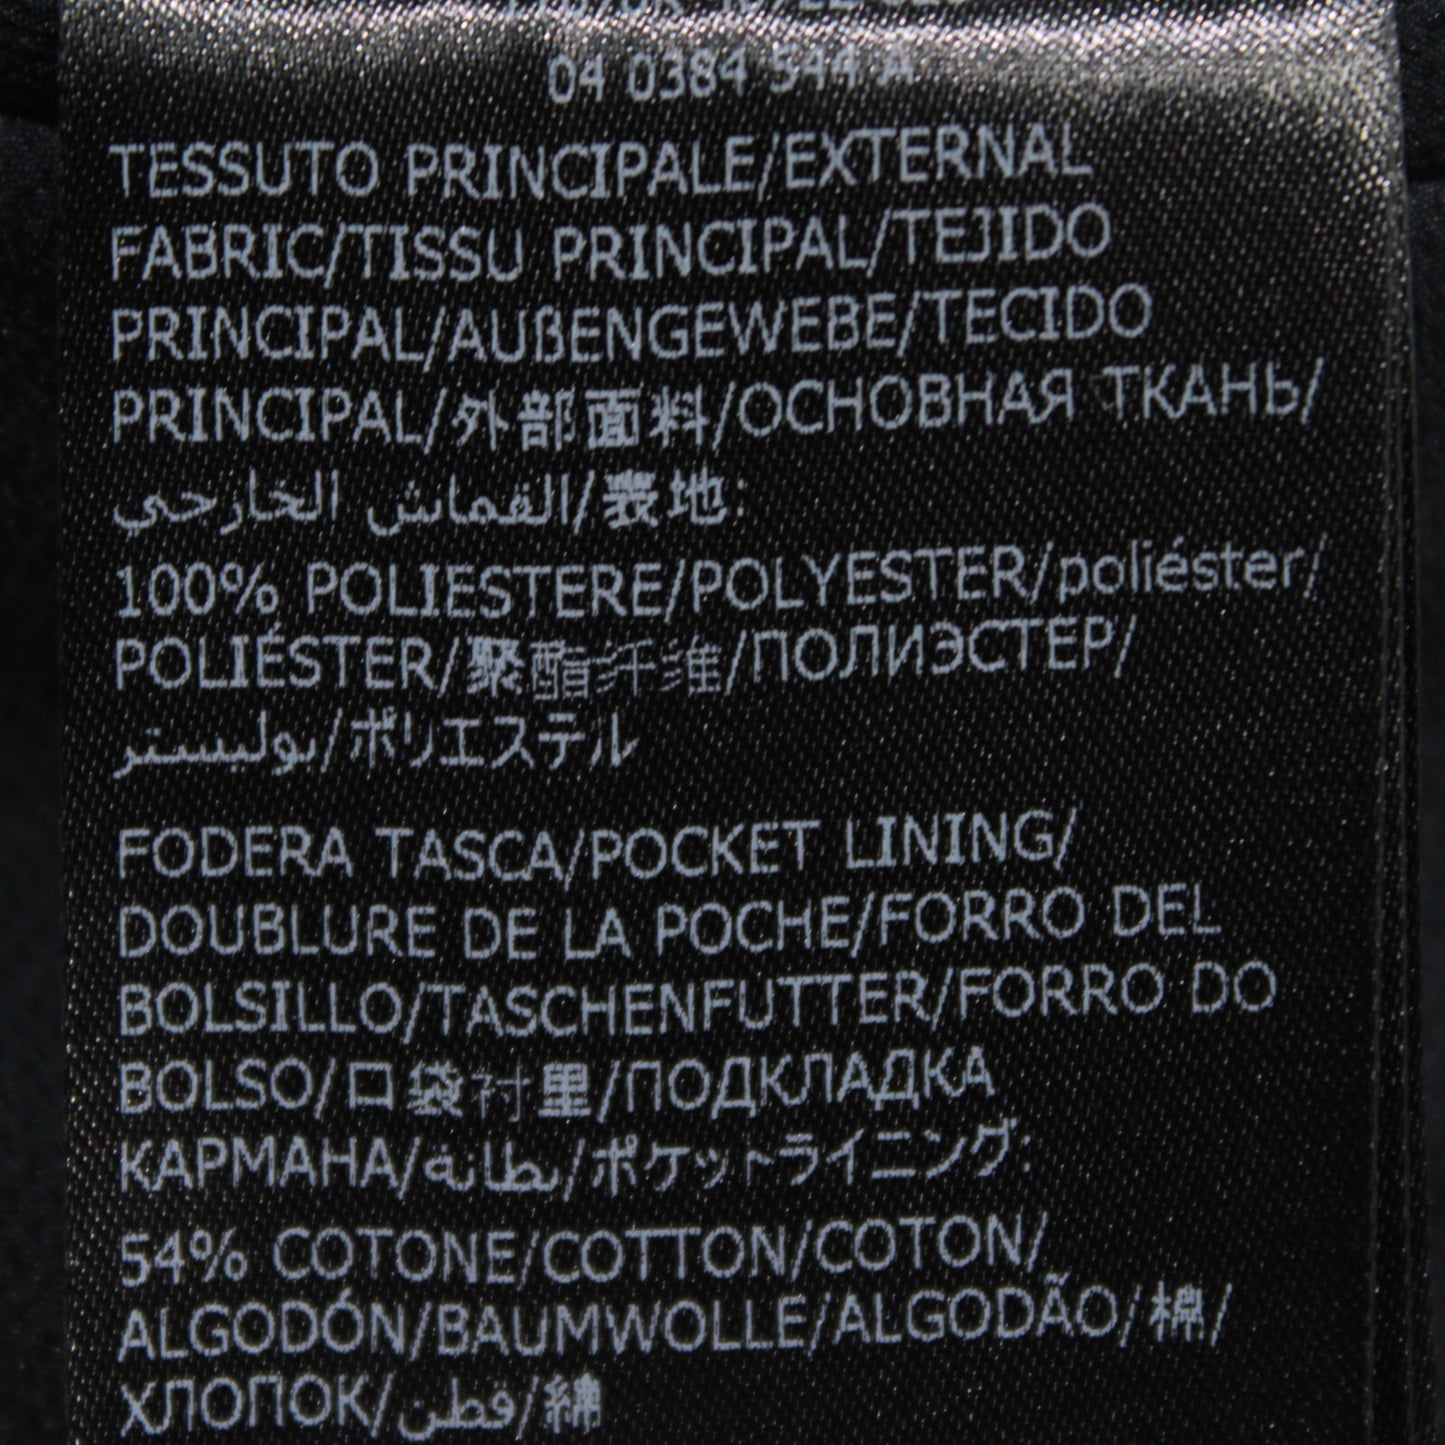 04 0384 544 A
TESSUTO PRINCIPALE/EXTERNAL
FABRIC/TISSU PRINCIPAL/TEJIDO
PRINCIPAL/AUßENGEWEBE/TECIDO
PRINCIPAL/外部面料/ОСНОВНАЯ ТКАНЬ/
القماش الخارجي/表地:
100% POLIESTERE/POLYESTER/poliéster/
POLIÉSTER/聚酯纤维/ПОЛИЭСТЕР/
بوليستر/ポリエステル
FODERA TASCA/POCKET LINING/
DOUBLURE DE LA POCHE/FORRO DEL
BOLSILLO/TASCHENFUTTER/FORRO DO
BOLSO/口袋衬里/ПОДКЛАДКА
КАРМАНА/بطانة/ポケットライニング:
54% COTONE/COTTON/COTON/
ALGODÓN/BAUMWOLLE/ALGODÃO/棉/
ХЛОПОК/قطن/綿